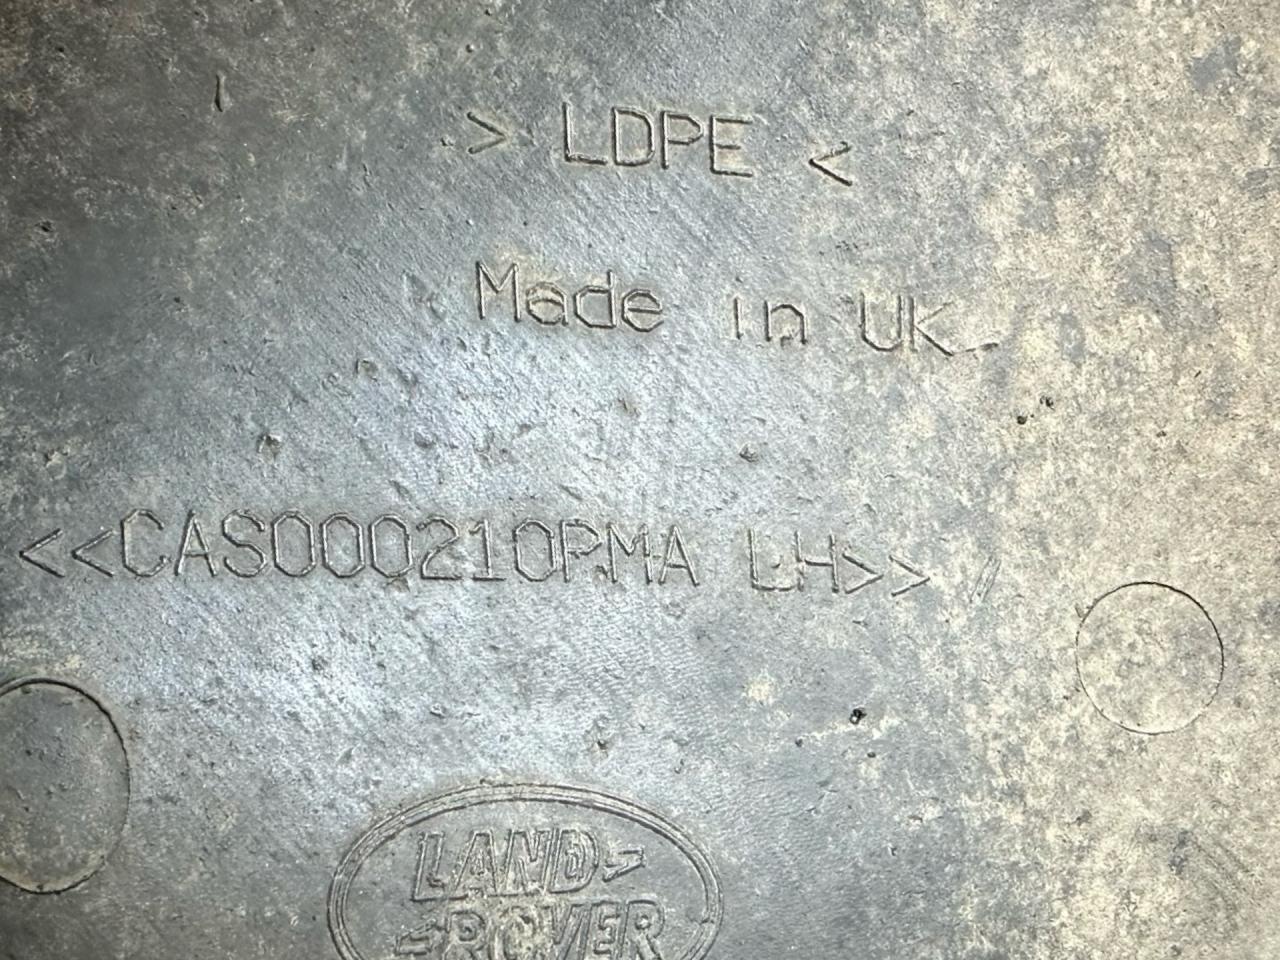 > LDPE <
Made in UK
<<CAS000210PMA LH>>
LAND
ROVER